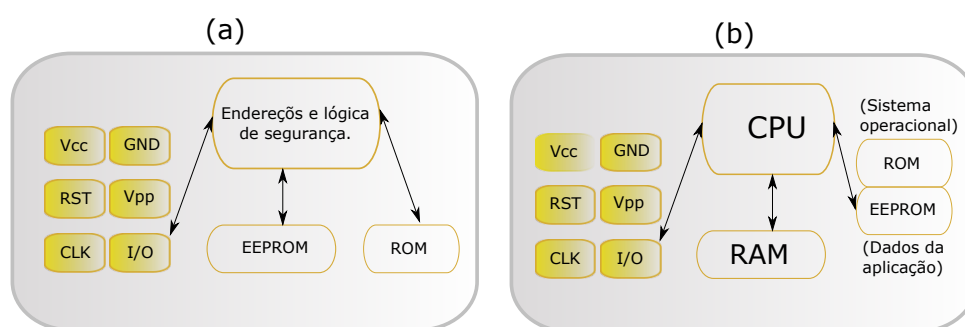 (a)
Endereçõs e lógica
de segurança.
Vcc GND
RST Vpp
CLK I/O
EEPROM
ROM
(b)
CPU
(Sistema
operacional)
Vcc GND
ROM
RST Vpp
EEPROM
CLK I/O
RAM
(Dados da
aplicação)